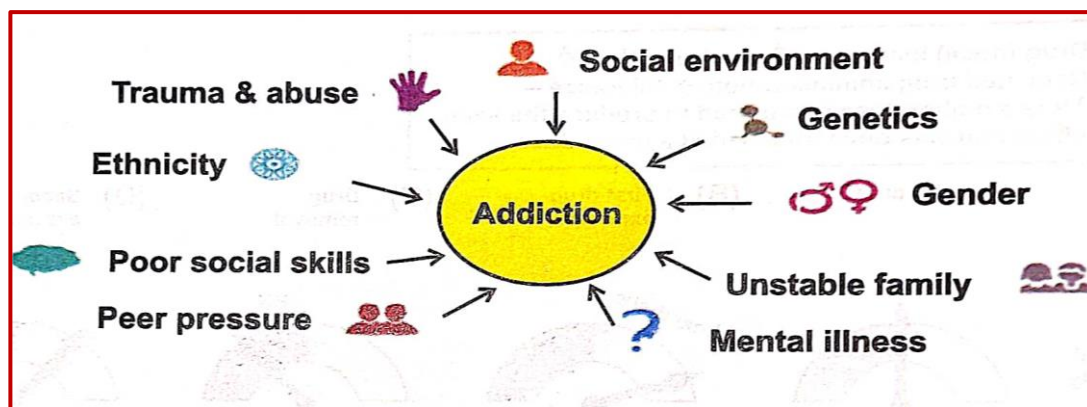 Social environment
Trauma & abuse
Genetics
Ethnicity
Addiction
Gender
Poor social skills
Unstable family
Peer pressure
?
Mental illness